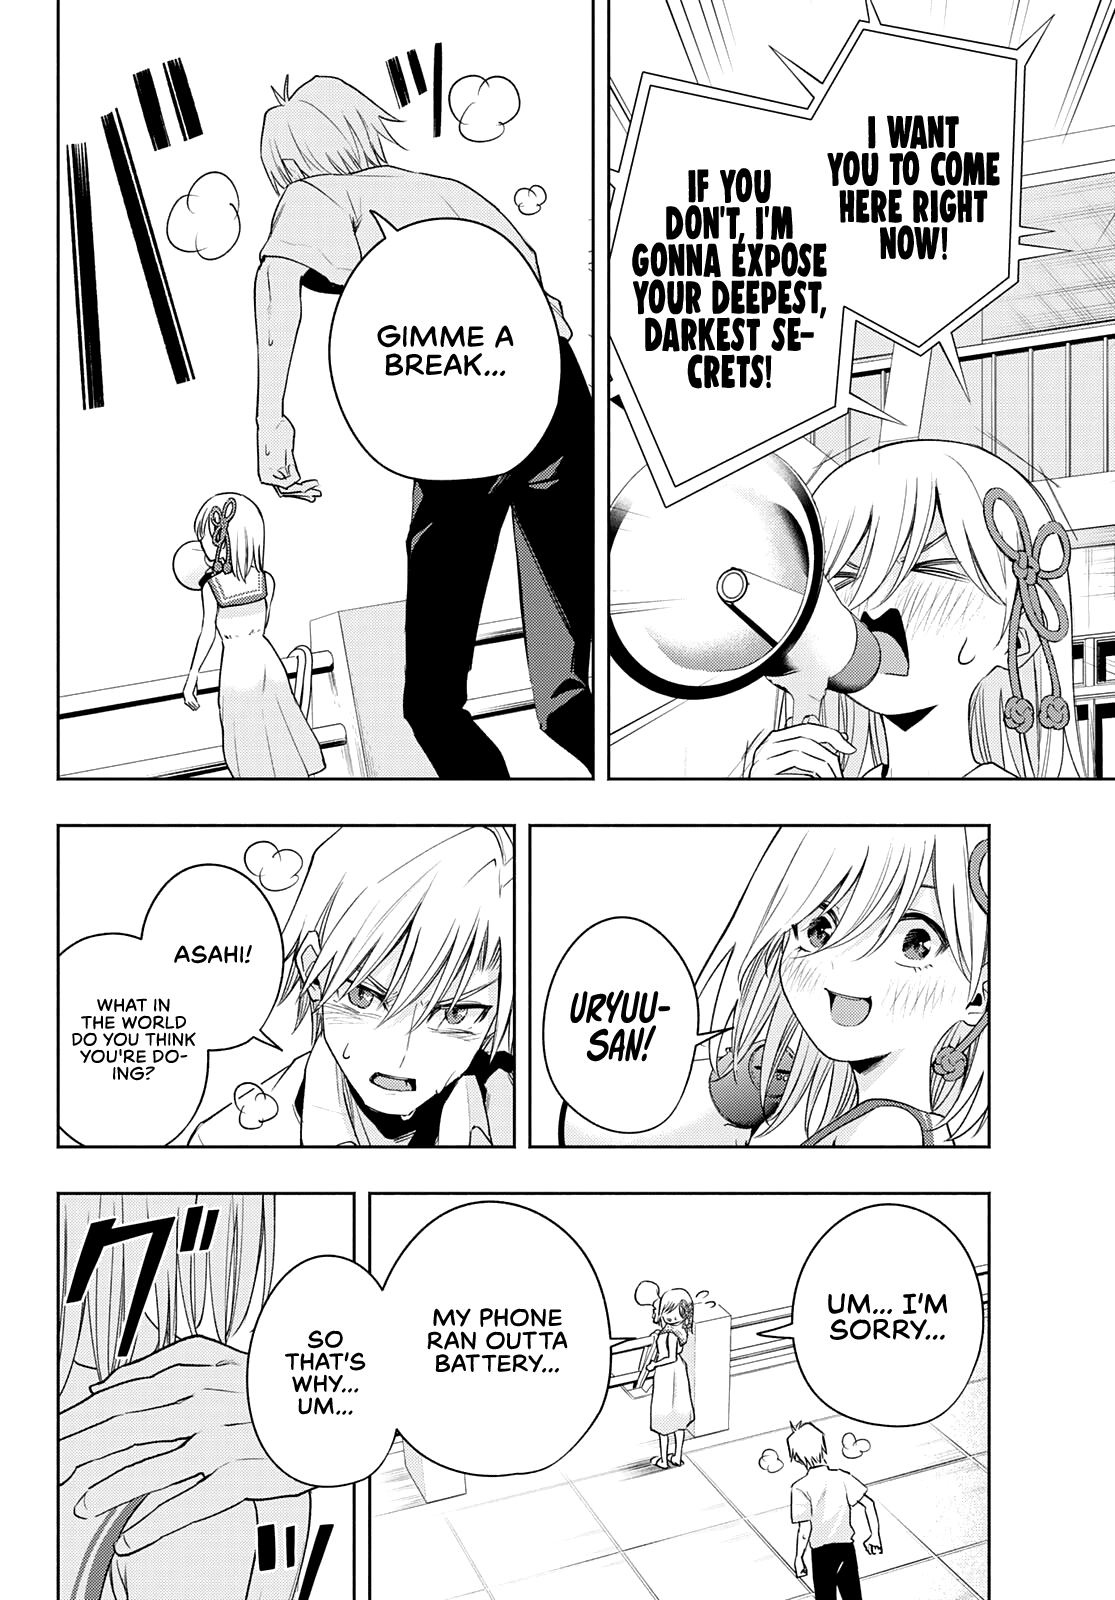 I WANT
YOU TO COME
HERE RIGHT
NOW!
IF YOU
DON'T, I'M
GONNA EXPOSE
YOUR DEEPEST,
DARKEST SE-
CRETS!
GIMME A
BREAK...
URYUU-
SAN!
ASAHI!
WHAT IN
THE WORLD
DO YOU THINK
YOU'RE DO-
ING?
UM... I'M
SORRY...
MY PHONE
RAN OUTTA
BATTERY...
SO
THAT'S
WHY...
UM...
グッ